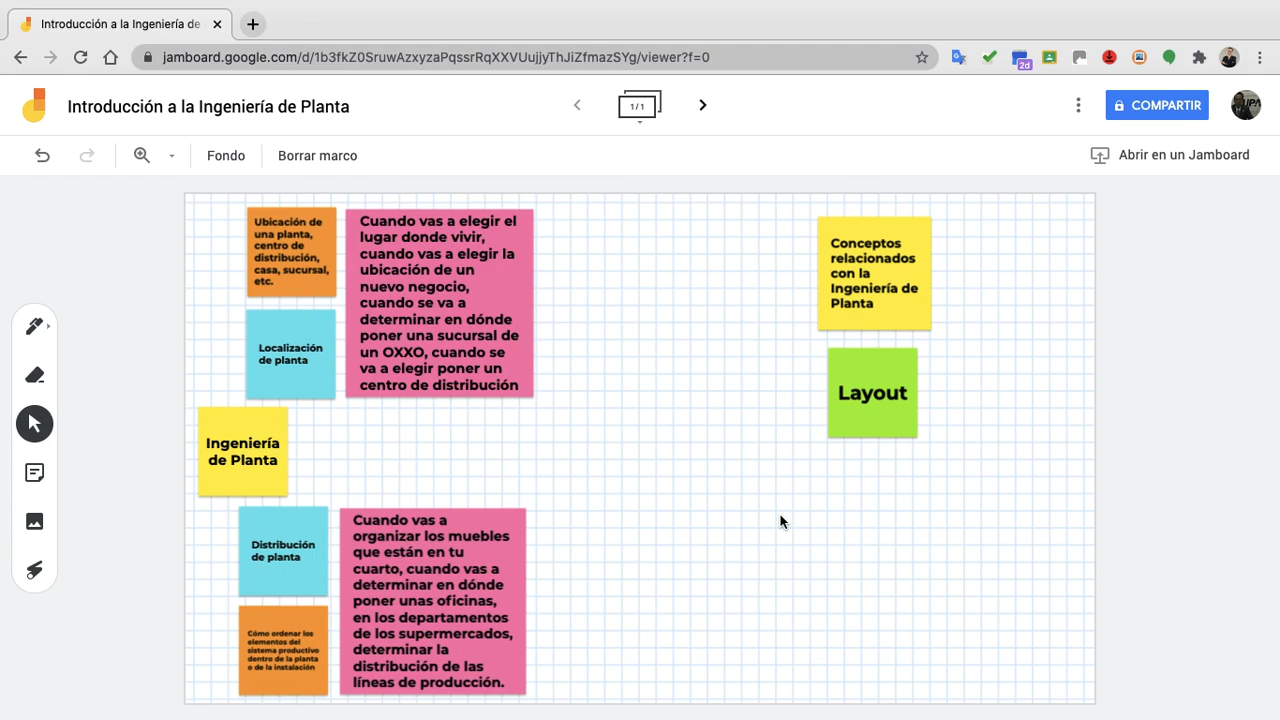 Introducción a la Ingeniería de
jamboard.google.com/d/1b3fkZ0SruwAzxyzaPqssrRqXXVUujjyThJiZfmazSYg/viewer?f=0
2d
Introducción a la Ingeniería de Planta
1/1
COMPARTIR
Fondo
Borrar marco
Abrir en un Jamboard
Ubicación de
una planta,
centro de
distribución,
casa, sucursal,
etc.
Cuando vas a elegir el
lugar donde vivir,
cuando vas a elegir la
ubicación de un
nuevo negocio,
cuando se va a
determinar en dónde
poner una sucursal de
un OXXO, cuando se
va a elegir poner un
centro de distribución
Localización
de planta
Ingeniería
de Planta
Distribución
de planta
Cuando vas a
organizar los muebles
que están en tu
cuarto, cuando vas a
determinar en dónde
poner unas oficinas,
en los departamentos
de los supermercados,
determinar la
distribución de las
líneas de producción.
Cómo ordenar los
elementos del
sistema productivo
dentro de la planta
o de la instalación
Conceptos
relacionados
con la
Ingeniería de
Planta
Layout